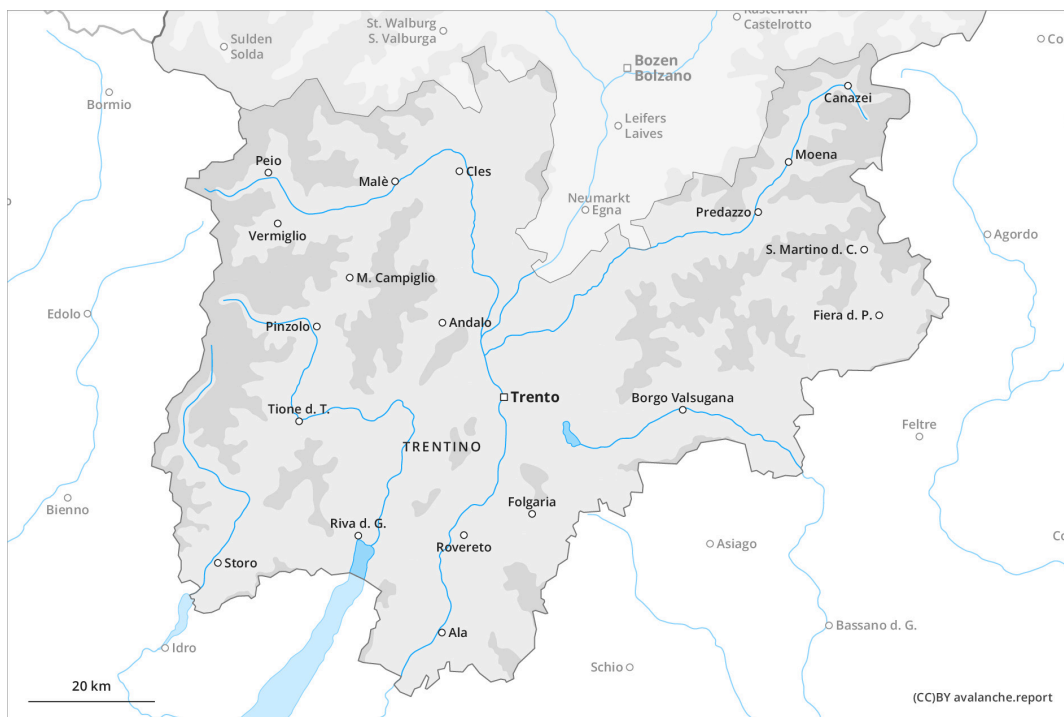 St. Walburg
S. Valburga
Kastelruth
Castelrotto
Sulden
Solda
Bozen
Bolzano
Bormio
Canazei
Leifers
Laives
Moena
Peio
Malè
Cles
Neumarkt
Egna
Predazzo
Vermiglio
Agordo
S. Martino d. C.
M. Campiglio
Edolo
Pinzolo
Andalo
Fiera d. P.
Trento
Borgo Valsugana
Tione d. T.
Feltre
TRENTINO
Bienno
Folgaria
Riva d. G.
Rovereto
Asiago
Storo
Ala
Bassano d. G.
Idro
Schio
20 km
(CC)BY avalanche.report